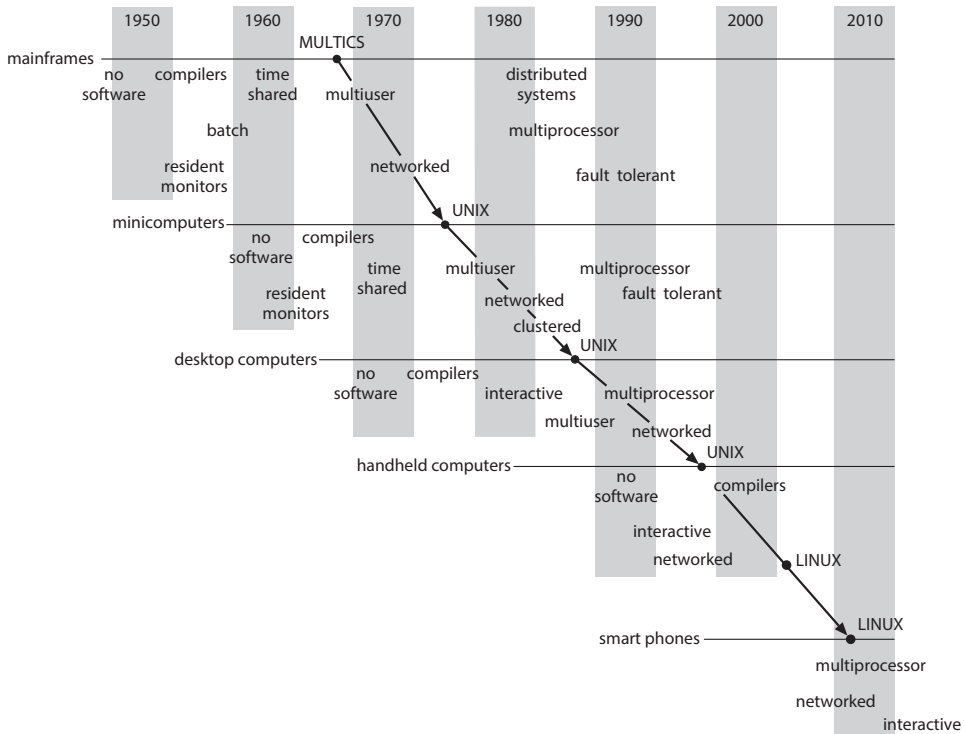 1950 1960 1970 1980 1990 2000 2010
MULTICS
mainframes
no
software
compilers
time
shared
multiuser
distributed
systems
batch
multiprocessor
resident
monitors
networked
fault tolerant
UNIX
minicomputers
no
software
compilers
time
shared
multiuser
multiprocessor
resident
monitors
networked
fault tolerant
clustered
UNIX
desktop computers
no
software
compilers
interactive
multiprocessor
multiuser
networked
UNIX
handheld computers
no
software
compilers
interactive
networked
LINUX
LINUX
smart phones
multiprocessor
networked
interactive